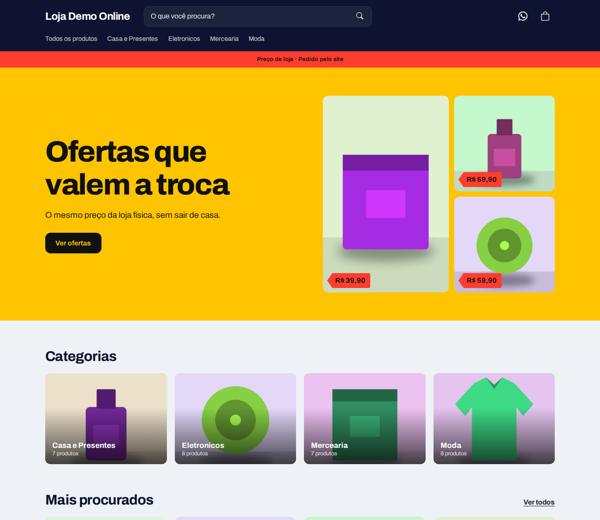 Loja Demo Online
O que você procura?
Todos os produtos
Casa e Presentes
Eletronicos
Mercearia
Moda
Preço de loja · Pedido pelo site
Ofertas que
valem a troca
O mesmo preço da loja física, sem sair de casa.
Ver ofertas
R$ 39,90
R$ 59,90
R$ 59,90
Categorias
Casa e Presentes
7 produtos
Eletronicos
8 produtos
Mercearia
7 produtos
Moda
8 produtos
Mais procurados
Ver todos